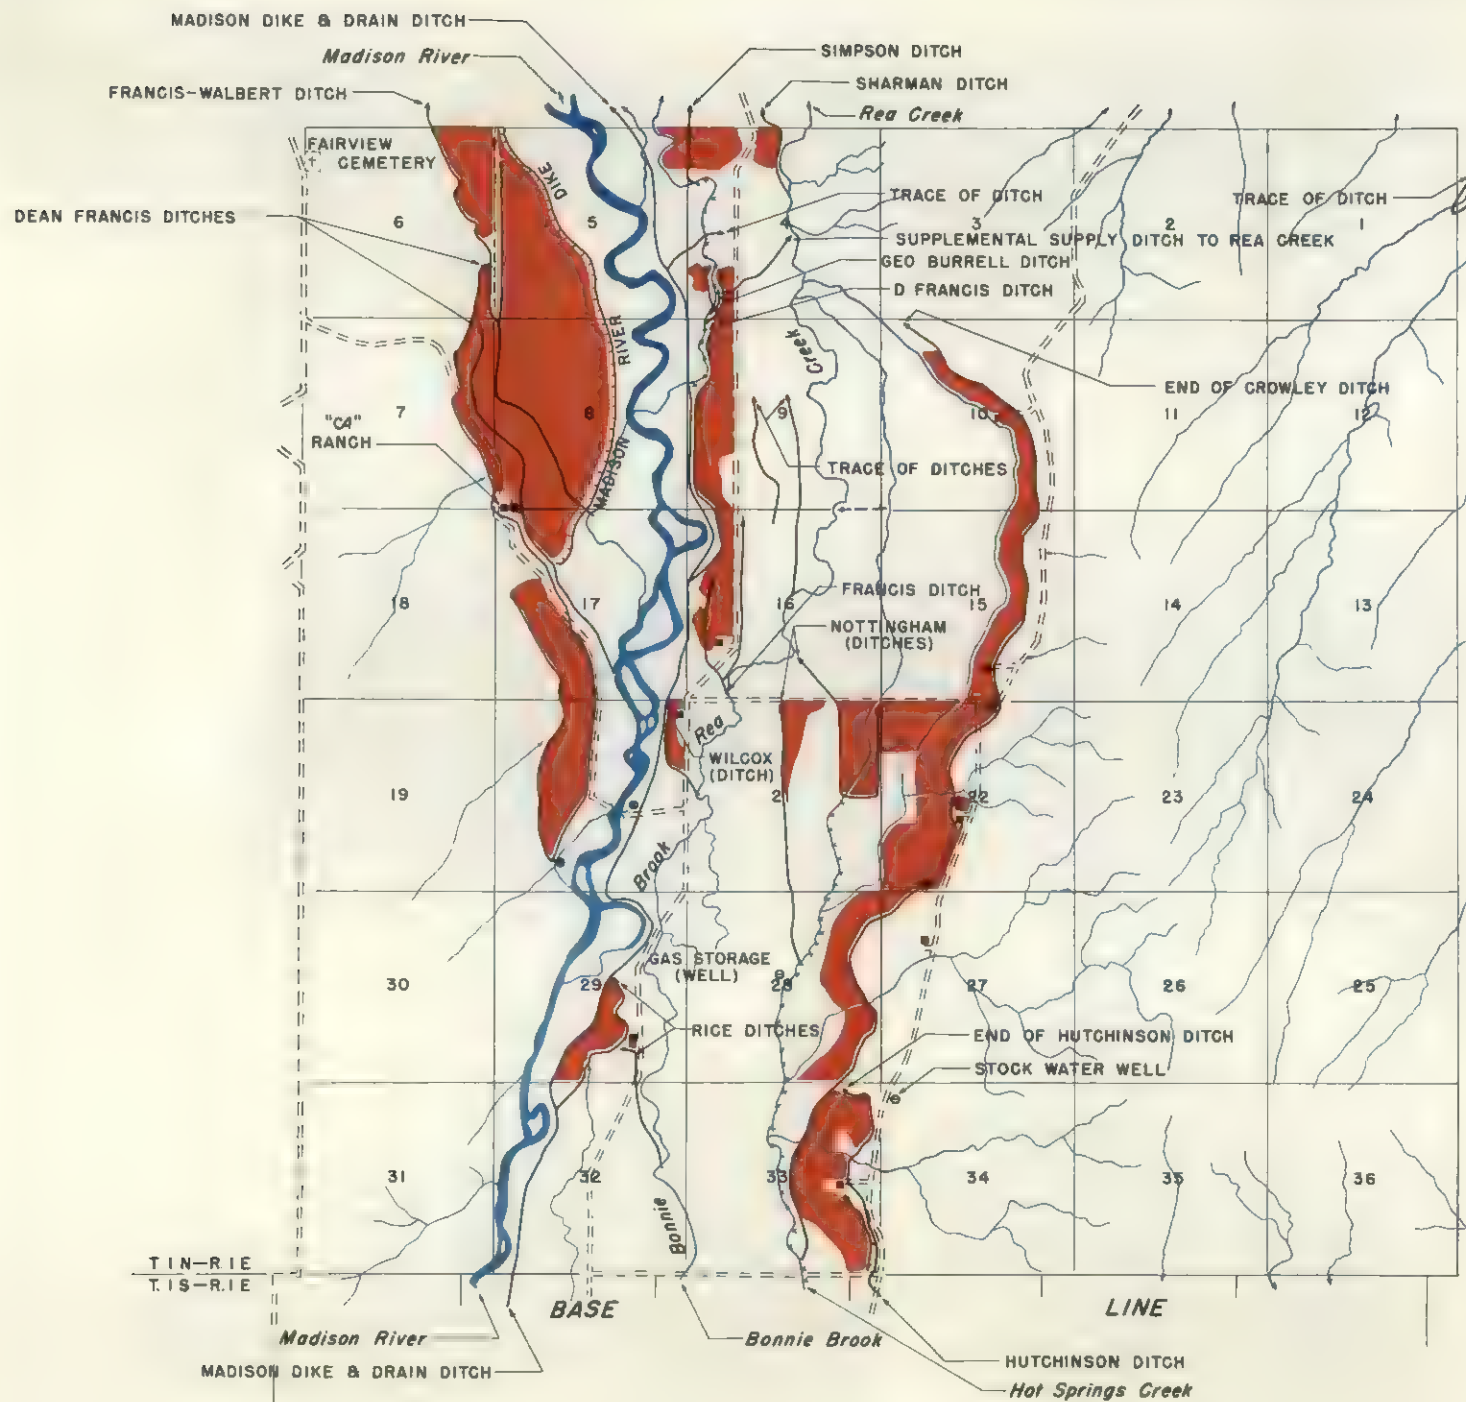 MADISON DIKE & DRAIN DITCH
Madison River
SIMPSON DITCH
SHARMAN DITCH
FRANCIS-WALBERT DITCH
Rea Creek
FAIRVIEW
CEMETERY
DIKE
TRACE OF DITCH
TRACE OF DITCH
DEAN FRANCIS DITCHES
6
5
4
3
2
1
SUPPLEMENTAL SUPPLY DITCH TO REA CREEK
GEO BURRELL DITCH
D FRANCIS DITCH
RIVER
Creek
END OF CROWLEY DITCH
"CA"
RANCH
7
8
9
10
11
12
MADISON
TRACE OF DITCHES
FRANCIS DITCH
18
17
16
15
14
13
NOTTINGHAM
(DITCHES)
Rea
WILCOX
(DITCH)
19
2
22
23
24
Brook
GAS STORAGE
(WELL)
30
29
28
27
26
25
RICE DITCHES
END OF HUTCHINSON DITCH
STOCK WATER WELL
31
32
33
34
35
36
Bonnie
T 1 N-R. 1 E
T. 1 S-R. 1 E
BASE
LINE
Madison River
Bonnie Brook
MADISON DIKE & DRAIN DITCH
HUTCHINSON DITCH
Hot Springs Creek